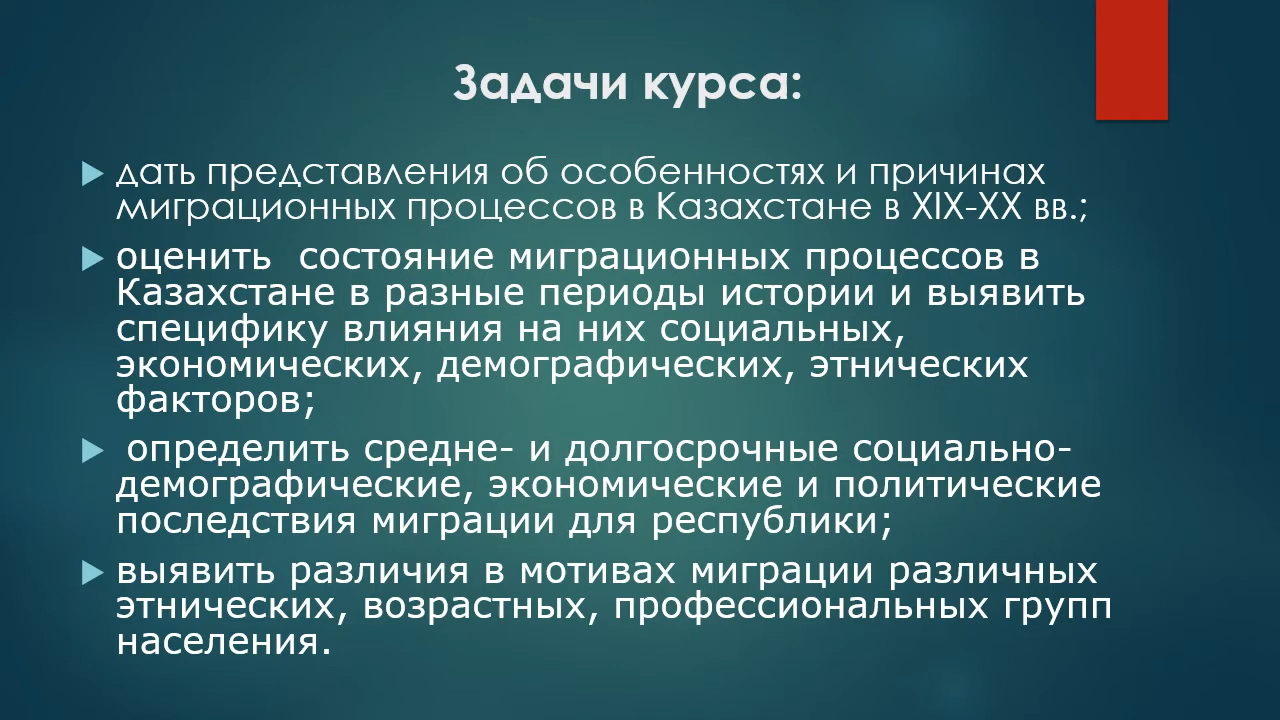 Задачи курса:
дать представления об особенностях и причинах
миграционных процессов в Казахстане в XIX-XX вв.;
оценить  состояние миграционных процессов в
Казахстане в разные периоды истории и выявить
специфику влияния на них социальных,
экономических, демографических, этнических
факторов;
определить средне- и долгосрочные социально-
демографические, экономические и политические
последствия миграции для республики;
выявить различия в мотивах миграции различных
этнических, возрастных, профессиональных групп
населения.